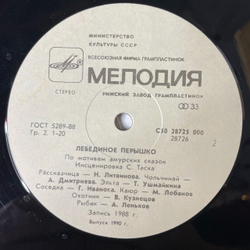 МИНИСТЕРСТВО
КУЛЬТУРЫ СССР
ВСЕСОЮЗНАЯ ФИРМА ГРАМПЛАСТИНОК
МЕЛОДИЯ
СТЕРЕО
РИЖСКИЙ ЗАВОД ГРАМПЛАСТИНОК
33
ГОСТ 5289-88
Гр. 2. 1-20
С50 28725 000
28726
2
ЛЕБЕДИНОЕ ПЕРЫШКО
По мотивам амурских сказок
Инсценировка С. Таска
Рассказчица — Н. Литвинова. Чольчинай —
А. Дмитриева. Эльга — Т. Ушмайкина
Соседка — Г. Иванова. Каум — М. Лобанов
Охотник — В. Кузнецов
Рыбак — А. Леньков
Запись 1988 г.
Выпуск 1990 г.